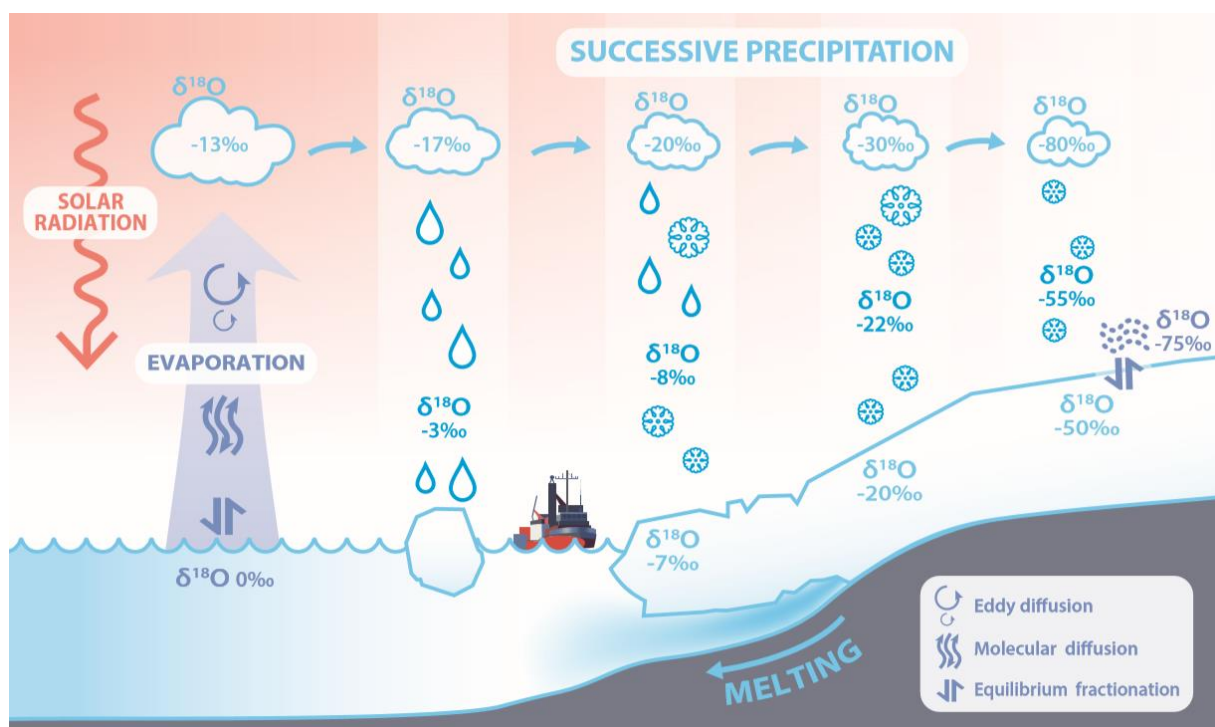 SUCCESSIVE PRECIPITATION
δ¹⁸O
-13‰
δ¹⁸O
-17‰
δ¹⁸O
-20‰
δ¹⁸O
-30‰
δ¹⁸O
-80‰
SOLAR
RADIATION
EVAPORATION
δ¹⁸O
-3‰
δ¹⁸O
-8‰
δ¹⁸O
-22‰
δ¹⁸O
-55‰
δ¹⁸O
-75‰
δ¹⁸O
-50‰
δ¹⁸O
-20‰
δ¹⁸O
-7‰
δ¹⁸O 0‰
MELTING
Eddy diffusion
Molecular diffusion
Equilibrium fractionation